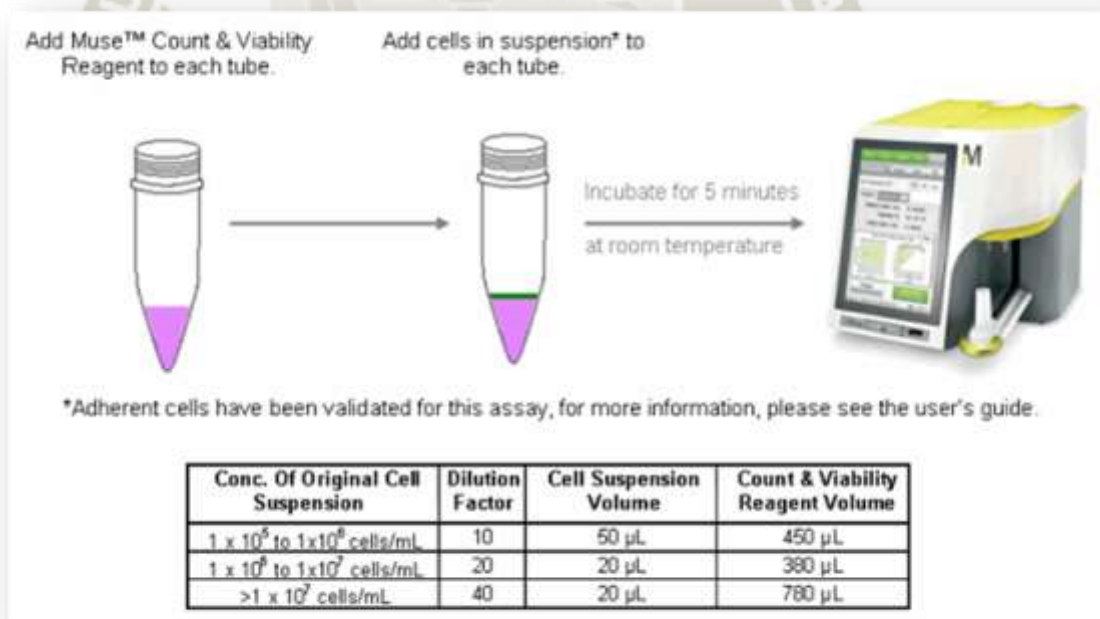 Add Muse™ Count & Viability
Reagent to each tube.
Add cells in suspension* to
each tube.
Incubate for 5 minutes
at room temperature
M
*Adherent cells have been validated for this assay, for more information, please see the user's guide.
Conc. Of Original Cell Suspension Dilution Factor Cell Suspension Volume Count & Viability Reagent Volume
1 x 10⁵ to 1x10⁶ cells/mL 10 50 µL 450 µL
1 x 10⁶ to 1x10⁷ cells/mL 20 20 µL 380 µL
>1 x 10⁷ cells/mL 40 20 µL 780 µL